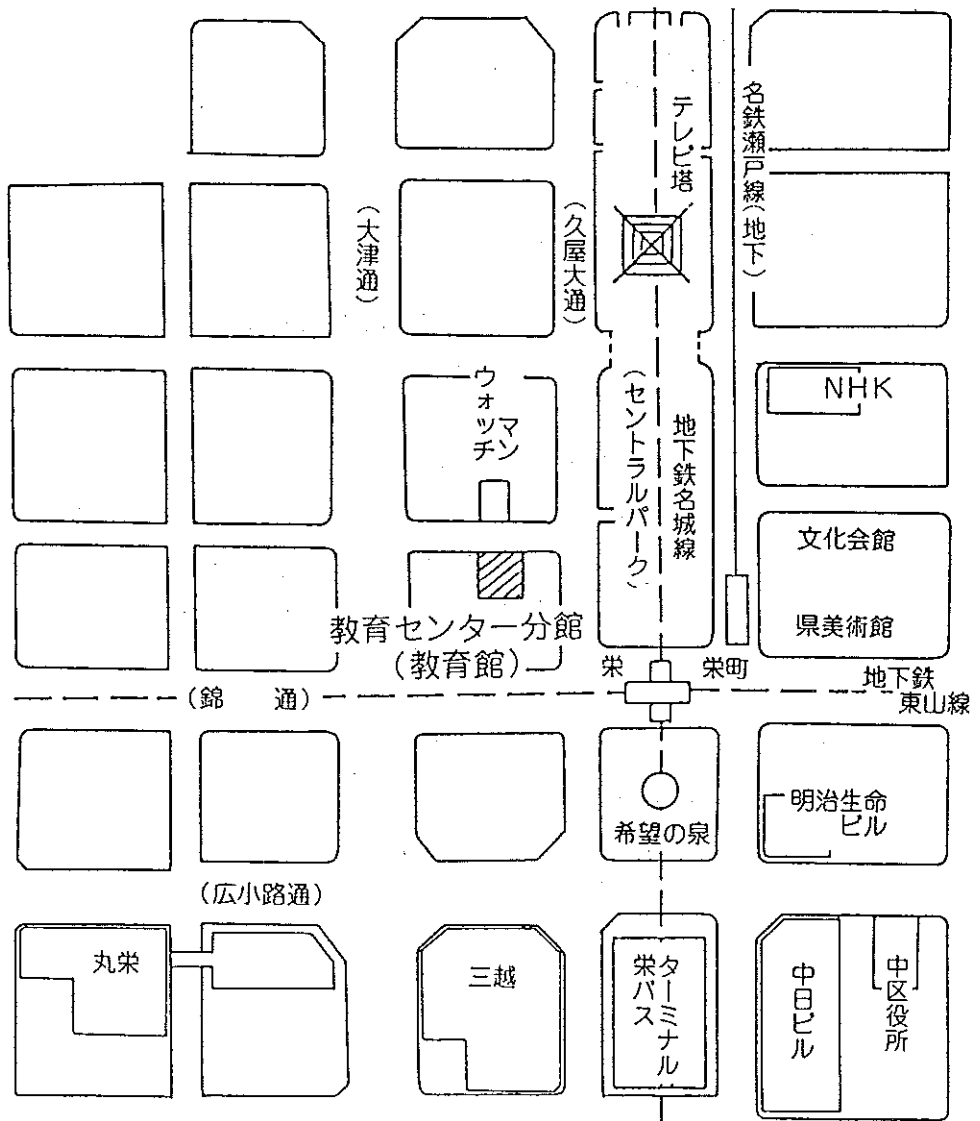 テレビ塔
名鉄瀬戸線(地下)
(大津通)
(久屋大通)
ウォッチマン
(セントラルパーク)
地下鉄名城線
NHK
文化会館
県美術館
教育センター分館
(教育館)
栄
栄町
地下鉄
東山線
(錦 通)
希望の泉
明治生命
ビル
(広小路通)
丸栄
三越
栄バス
ターミナル
中日ビル
中区役所